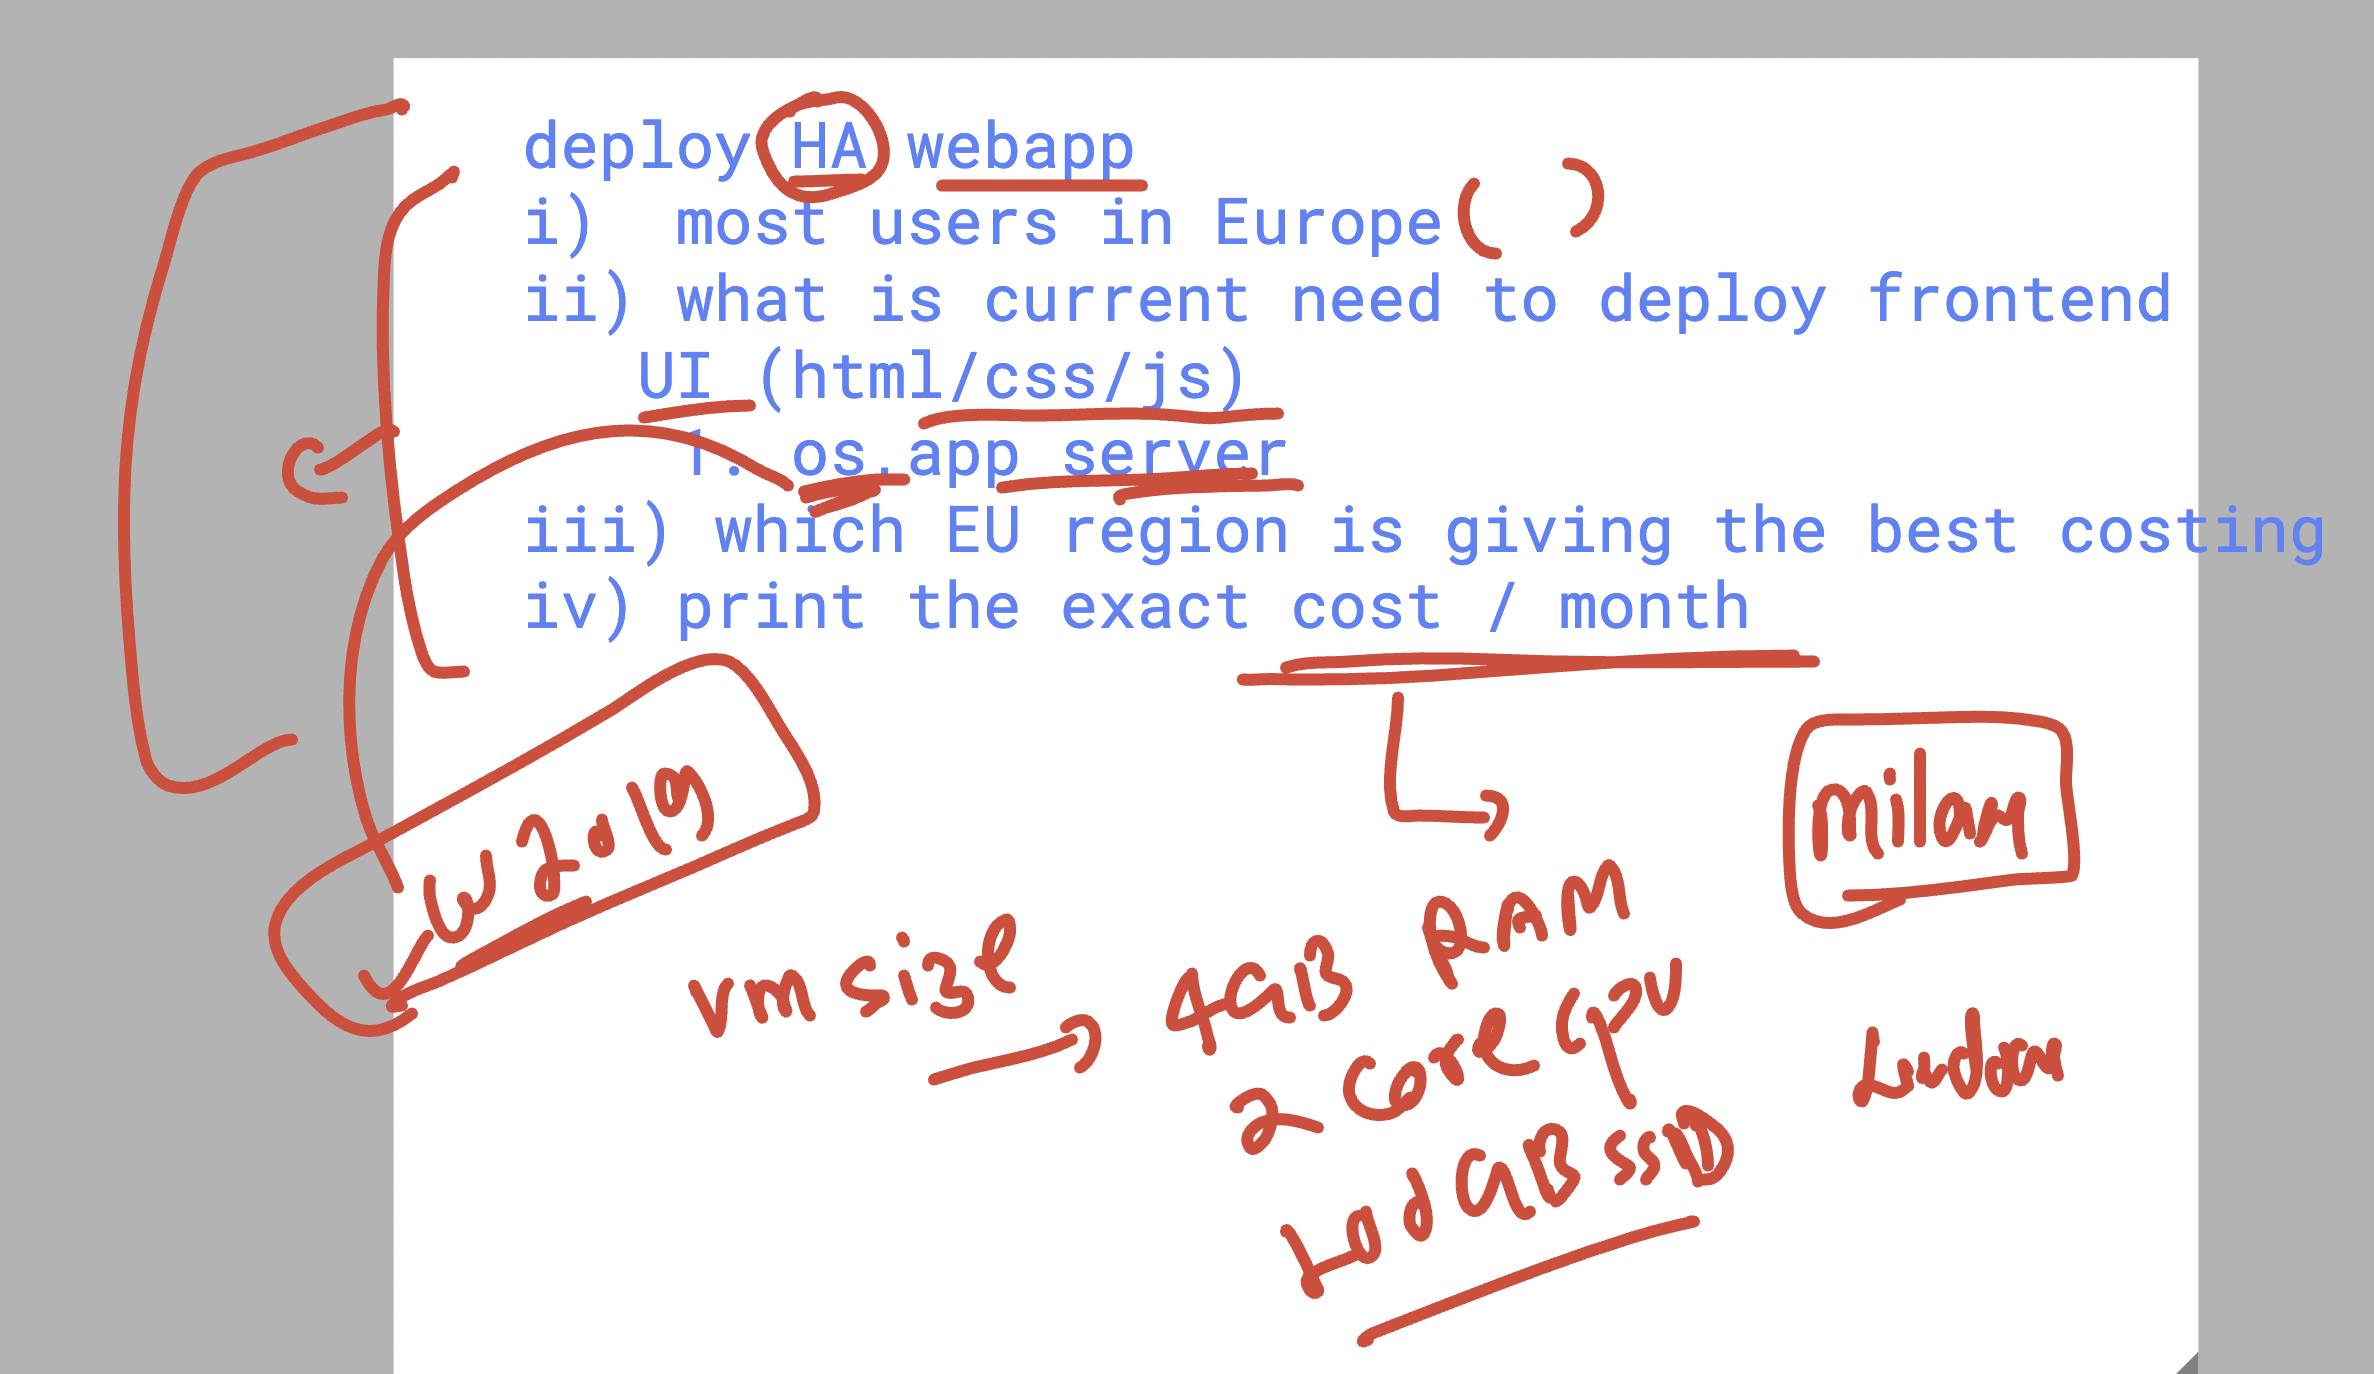 deploy HA webapp
i) most users in Europe ( )
ii) what is current need to deploy frontend
UI (html/css/js)
1. os.app server
iii) which EU region is giving the best costing
iv) print the exact cost / month
W2019
Milan
vm size
4GB RAM
2 core cpu
GB SSD
London